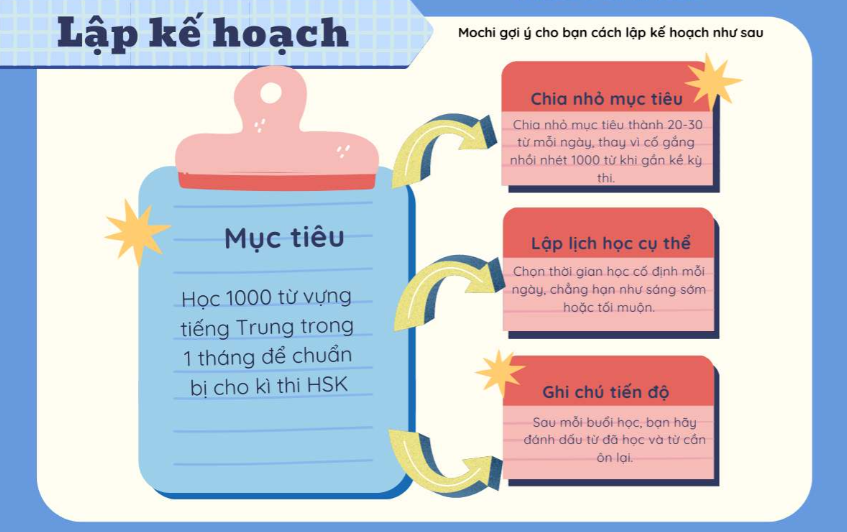 Lập kế hoạch
Mochi gợi ý cho bạn cách lập kế hoạch như sau
Mục tiêu
Học 1000 từ vựng
tiếng Trung trong
1 tháng để chuẩn
bị cho kì thi HSK
Chia nhỏ mục tiêu
Chia nhỏ mục tiêu thành 20-30
từ mỗi ngày, thay vì cố gắng
nhồi nhét 1000 từ khi gần kề kỳ
thi.
Lập lịch học cụ thể
Chọn thời gian học cố định mỗi
ngày, chẳng hạn như sáng sớm
hoặc tối muộn.
Ghi chú tiến độ
Sau mỗi buổi học, bạn hãy
đánh dấu từ đã học và từ cần
ôn lại.